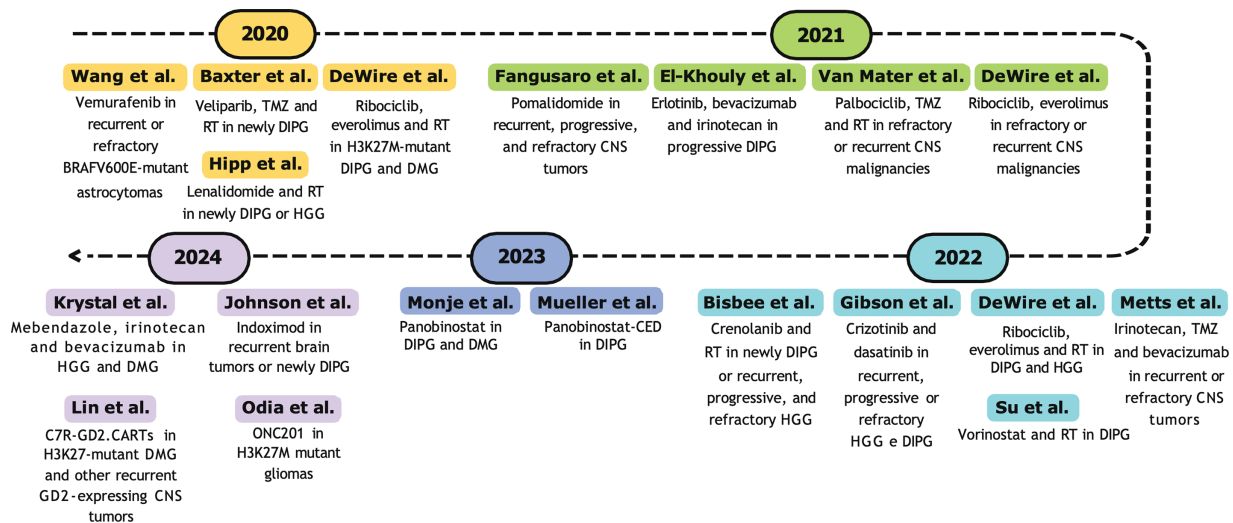 2020
Wang et al.
Vemurafenib in
recurrent or
refractory
BRAFV600E-mutant
astrocytomas
Baxter et al.
Veliparib, TMZ and
RT in newly DIPG
Hipp et al.
Lenalidomide and RT
in newly DIPG or HGG
DeWire et al.
Ribociclib,
everolimus and RT
in H3K27M-mutant
DIPG and DMG
2021
Fangusaro et al.
Pomalidomide in
recurrent, progressive,
and refractory CNS
tumors
El-Khouly et al.
Erlotinib, bevacizumab
and irinotecan in
progressive DIPG
Van Mater et al.
Palbociclib, TMZ
and RT in refractory
or recurrent CNS
malignancies
DeWire et al.
Ribociclib, everolimus
in refractory or
recurrent CNS
malignancies
2022
Bisbee et al.
Crenolanib and
RT in newly DIPG
or recurrent,
progressive, and
refractory HGG
Gibson et al.
Crizotinib and
dasatinib in
recurrent,
progressive or
refractory
HGG e DIPG
DeWire et al.
Ribociclib,
everolimus and RT in
DIPG and HGG
Su et al.
Vorinostat and RT in DIPG
Metts et al.
Irinotecan, TMZ
and bevacizumab
in recurrent or
refractory CNS
tumors
2023
Monje et al.
Panobinostat in
DIPG and DMG
Mueller et al.
Panobinostat-CED
in DIPG
2024
Krystal et al.
Mebendazole, irinotecan
and bevacizumab in
HGG and DMG
Johnson et al.
Indoximod in
recurrent brain
tumors or newly DIPG
Lin et al.
C7R-GD2.CARTs in
H3K27-mutant DMG
and other recurrent
GD2-expressing CNS
tumors
Odia et al.
ONC201 in
H3K27M mutant
gliomas